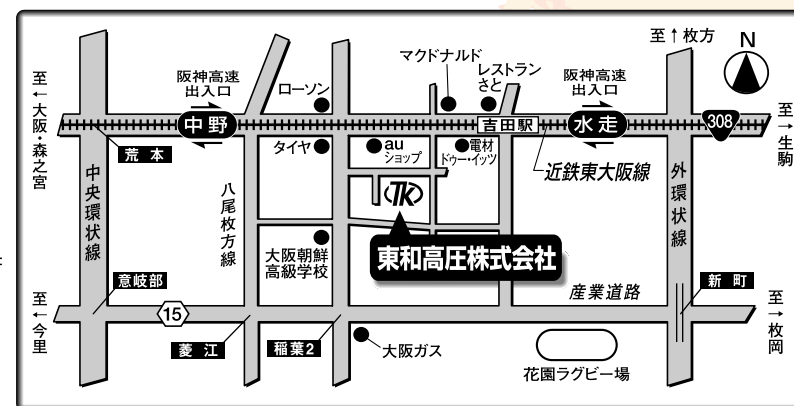 至↑枚方
N
マクドナルド
レストラン
さと
阪神高速
出入口
阪神高速
出入口
ローソン
至←大阪・森之宮
中野
吉田駅
水走
308
至→生駒
荒本
タイヤ
au
ショップ
電材
ドゥー・イッツ
近鉄東大阪線
中央環状線
八尾枚方線
TK
外環状線
大阪朝鮮
高級学校
東和高圧株式会社
意岐部
産業道路
新町
至←今里
15
菱江
稲葉2
大阪ガス
花園ラグビー場
至→枚岡